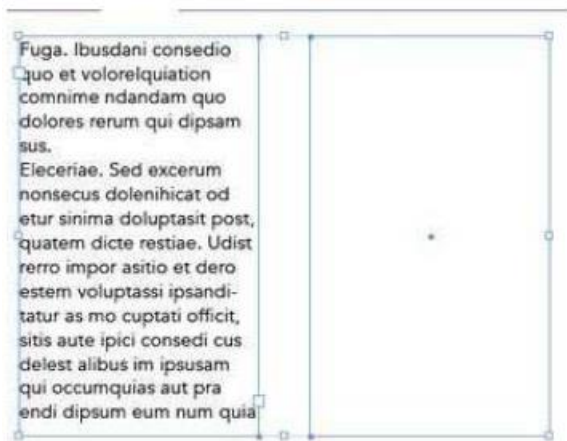 Fuga. Ibusdani consedio
quo et volorelquiation
comnime ndandam quo
dolores rerum qui dipsam
sus.
Eleceriae. Sed excerum
nonsecus dolenihicat od
etur sinima doluptasit post,
quatem dicte restiae. Udist
rerro impor asitio et dero
estem voluptassi ipsandi-
tatur as mo cuptati officit,
sitis aute ipici consedi cus
delest alibus im ipsusam
qui occumquias aut pra
endi dipsum eum num quia